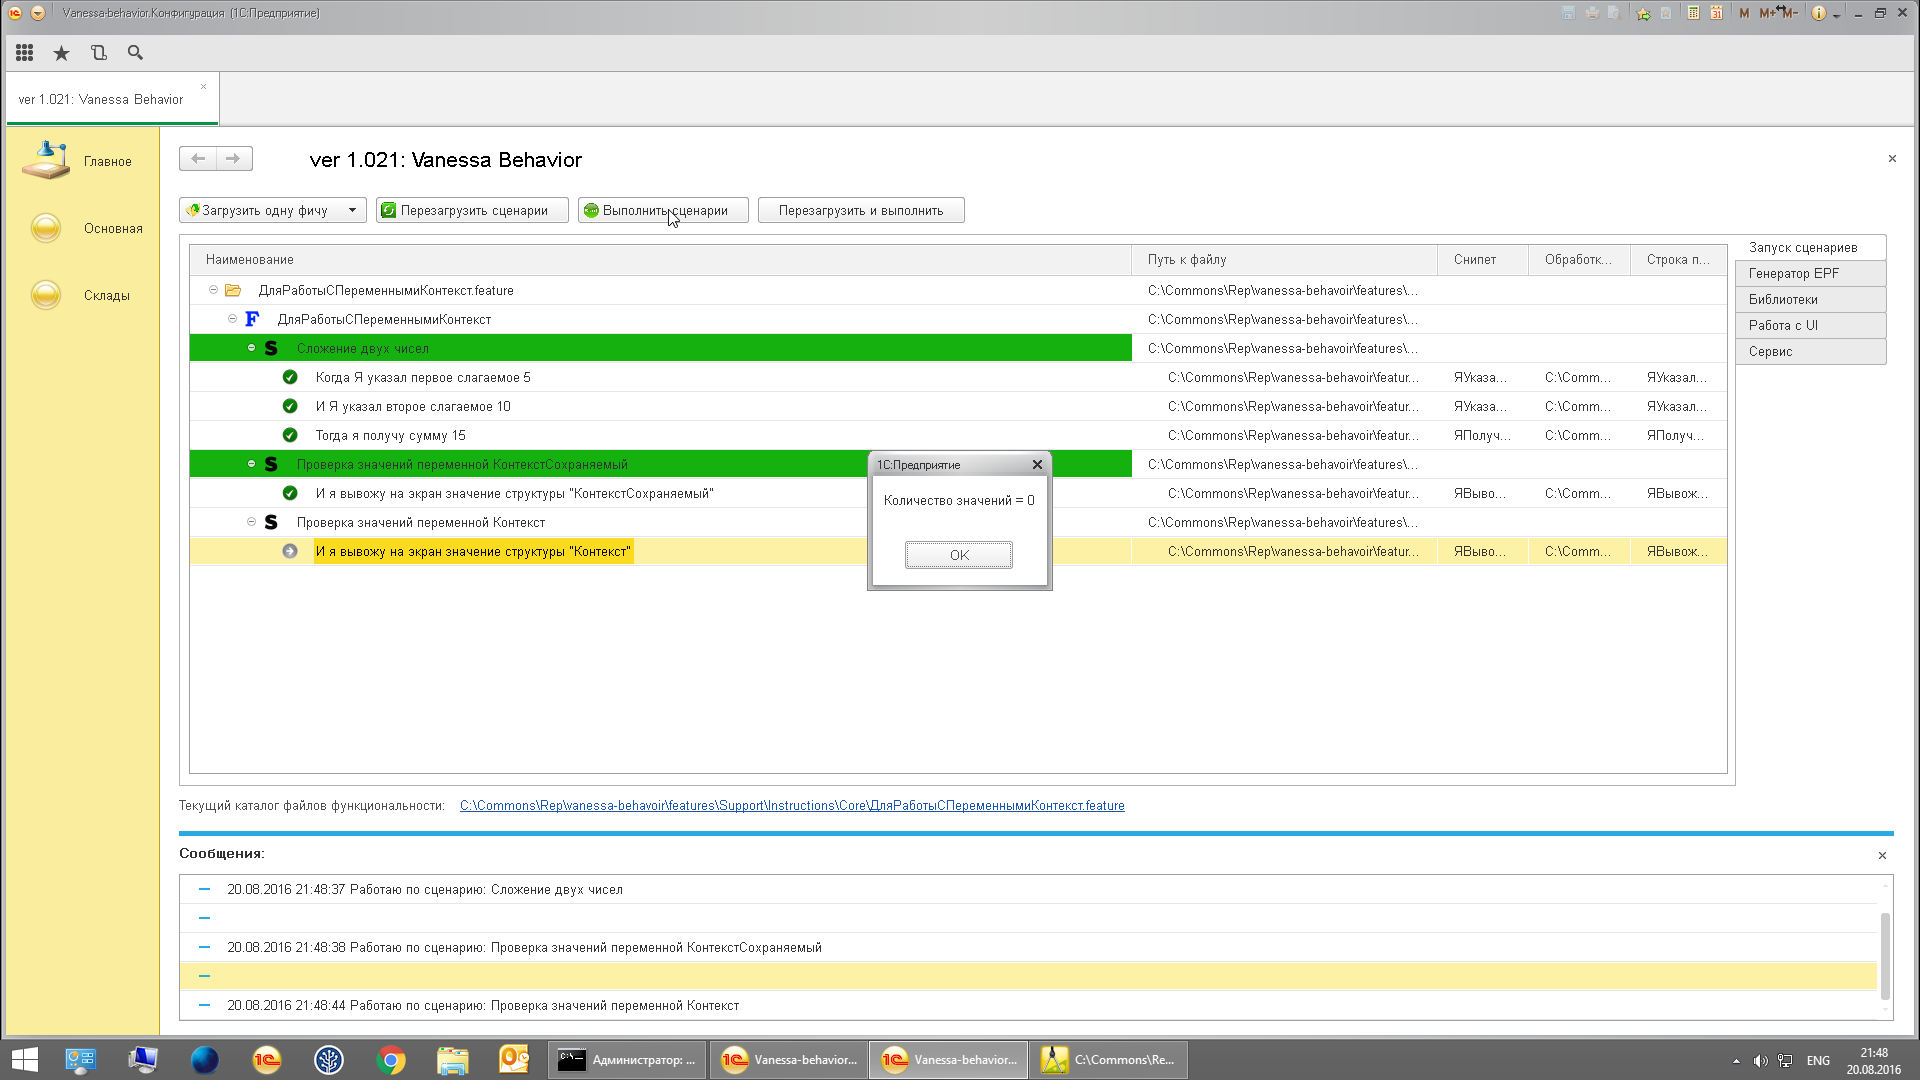 Vanessa-behavior.Конфигурация (1С:Предприятие)
M M+ M-
ver 1.021: Vanessa Behavior
Главное
Основная
Склады
ver 1.021: Vanessa Behavior
Загрузить одну фичу
Перезагрузить сценарии
Выполнить сценарии
Перезагрузить и выполнить
Наименование Путь к файлу Снипет Обработк... Строка п...
ДляРаботыСПеременнымиКонтекст.feature C:\Commons\Rep\vanessa-behavoir\features\...
F ДляРаботыСПеременнымиКонтекст C:\Commons\Rep\vanessa-behavoir\features\...
S Сложение двух чисел C:\Commons\Rep\vanessa-behavoir\features\...
Когда Я указал первое слагаемое 5 C:\Commons\Rep\vanessa-behavoir\featur... ЯУказа... C:\Comm... ЯУказал...
И Я указал второе слагаемое 10 C:\Commons\Rep\vanessa-behavoir\featur... ЯУказа... C:\Comm... ЯУказал...
Тогда я получу сумму 15 C:\Commons\Rep\vanessa-behavoir\featur... ЯПолуч... C:\Comm... ЯПолуч...
S Проверка значений переменной КонтекстСохраняемый C:\Commons\Rep\vanessa-behavoir\features\...
И я вывожу на экран значение структуры "КонтекстСохраняемый" C:\Commons\Rep\vanessa-behavoir\featur... ЯВыво... C:\Comm... ЯВывож...
S Проверка значений переменной Контекст C:\Commons\Rep\vanessa-behavoir\features\...
И я вывожу на экран значение структуры "Контекст" C:\Commons\Rep\vanessa-behavoir\featur... ЯВыво... C:\Comm... ЯВывож...
Запуск сценариев
Генератор EPF
Библиотеки
Работа с UI
Сервис
1С:Предприятие
Количество значений = 0
OK
Текущий каталог файлов функциональности: C:\Commons\Rep\vanessa-behavoir\features\Support\Instructions\Core\ДляРаботыСПеременнымиКонтекст.feature
Сообщения:
20.08.2016 21:48:37 Работаю по сценарию: Сложение двух чисел
20.08.2016 21:48:38 Работаю по сценарию: Проверка значений переменной КонтекстСохраняемый
20.08.2016 21:48:44 Работаю по сценарию: Проверка значений переменной Контекст
Администратор: ...
Vanessa-behavior...
Vanessa-behavior...
C:\Commons\Re...
ENG
21:48
20.08.2016